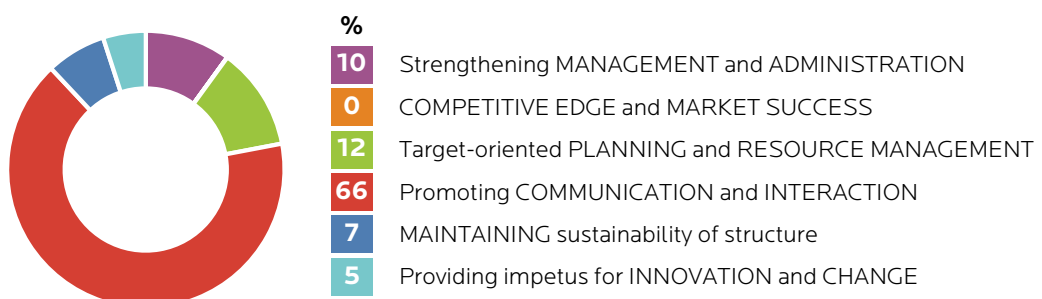 %
10 Strengthening MANAGEMENT and ADMINISTRATION
0 COMPETITIVE EDGE and MARKET SUCCESS
12 Target-oriented PLANNING and RESOURCE MANAGEMENT
66 Promoting COMMUNICATION and INTERACTION
7 MAINTAINING sustainability of structure
5 Providing impetus for INNOVATION and CHANGE